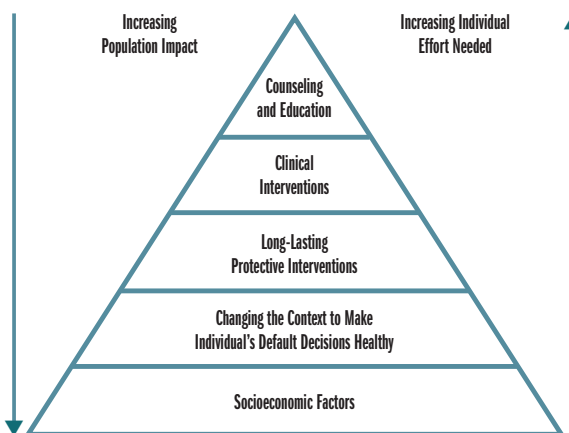 Increasing
Population Impact
Increasing Individual
Effort Needed
Counseling
and Education
Clinical
Interventions
Long-Lasting
Protective Interventions
Changing the Context to Make
Individual's Default Decisions Healthy
Socioeconomic Factors